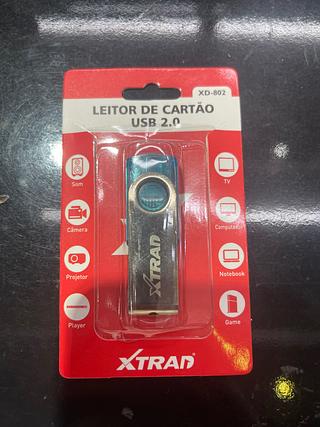 XD-802
LEITOR DE CARTÃO
USB 2.0
Som
TV
Câmera
Computador
Projetor
Notebook
Player
Game
XTRAD
XTRAD